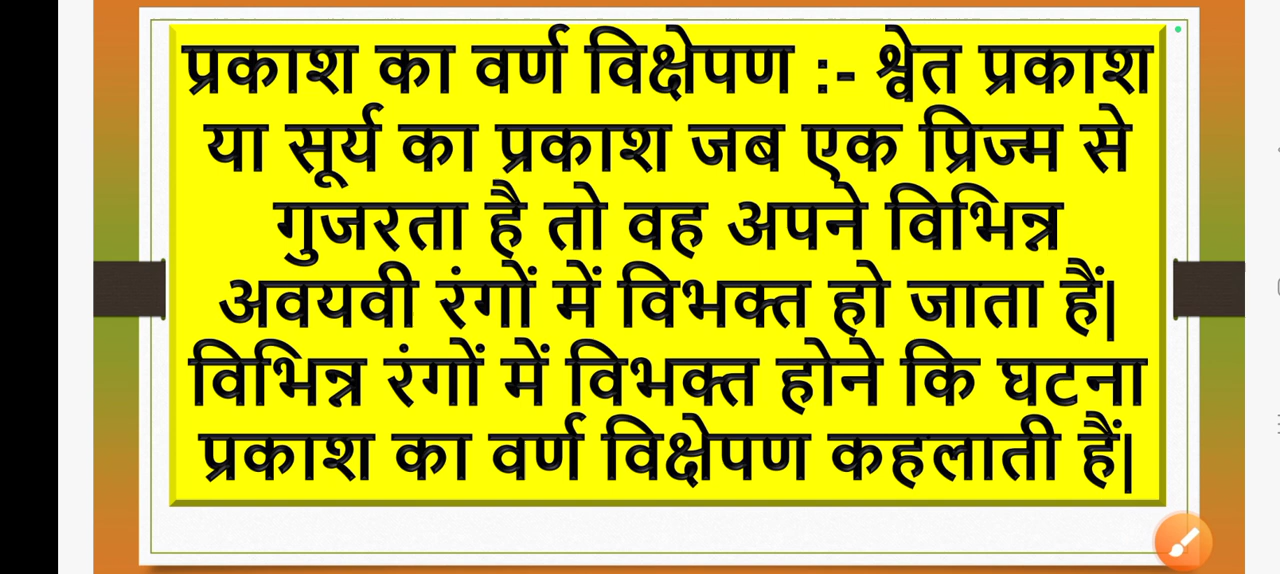 प्रकाश का वर्ण विक्षेपण :- श्वेत प्रकाश
या सूर्य का प्रकाश जब एक प्रिज्म से
गुजरता है तो वह अपने विभिन्न
अवयवी रंगों में विभक्त हो जाता हैं|
विभिन्न रंगों में विभक्त होने कि घटना
प्रकाश का वर्ण विक्षेपण कहलाती हैं|